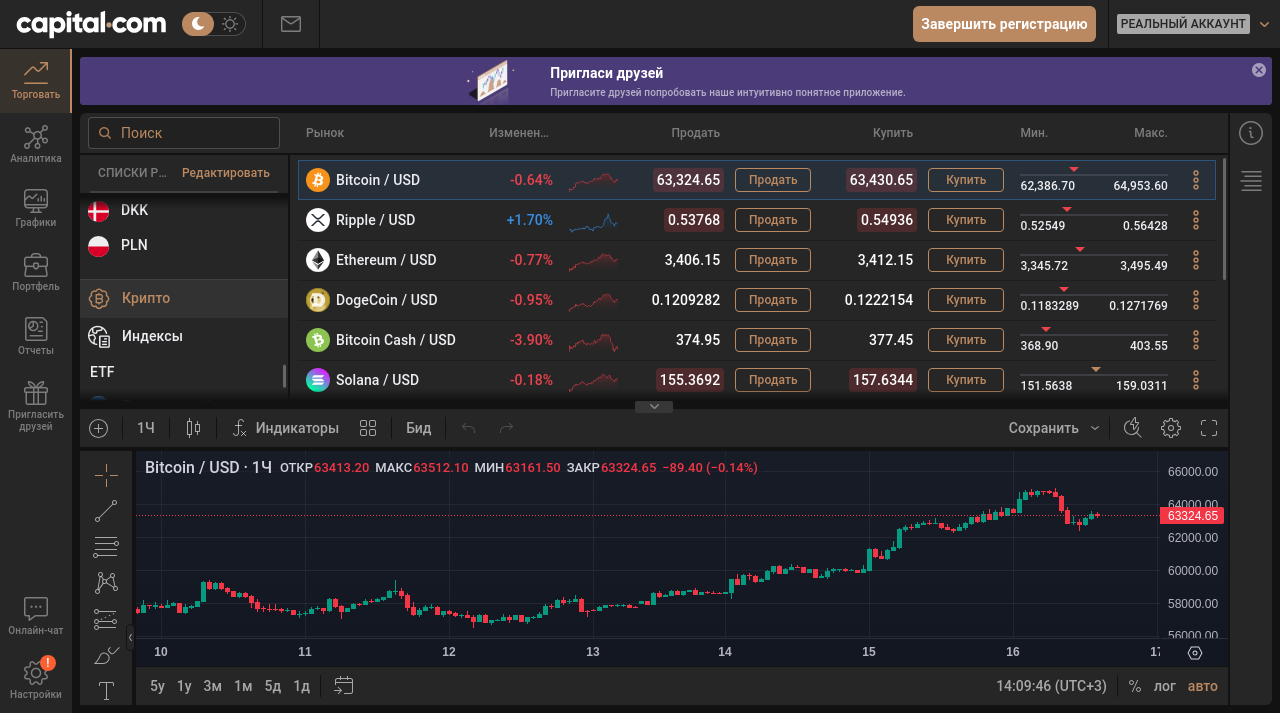 capital.com
Завершить регистрацию
РЕАЛЬНЫЙ АККАУНТ
Торговать
Аналитика
Графики
Портфель
Отчеты
Пригласить
друзей
Онлайн-чат
!
Настройки
Пригласи друзей
Пригласите друзей попробовать наше интуитивно понятное приложение.
Поиск
СПИСКИ Р... Редактировать
DKK
PLN
Крипто
Индексы
ETF
Рынок Изменен... Продать Купить Мин. Макс.
Bitcoin / USD -0.64% 63,324.65 Продать 63,430.65 Купить 62,386.70 64,953.60
Ripple / USD +1.70% 0.53768 Продать 0.54936 Купить 0.52549 0.56428
Ethereum / USD -0.77% 3,406.15 Продать 3,412.15 Купить 3,345.72 3,495.49
DogeCoin / USD -0.95% 0.1209282 Продать 0.1222154 Купить 0.1183289 0.1271769
Bitcoin Cash / USD -3.90% 374.95 Продать 377.45 Купить 368.90 403.55
Solana / USD -0.18% 155.3692 Продать 157.6344 Купить 151.5638 159.0311
1Ч Индикаторы Бид Сохранить
Bitcoin / USD · 1Ч ОТКР63413.20 МАКС63512.10 МИН63161.50 ЗАКР63324.65 −89.40 (−0.14%)
66000.00
64000.00
63324.65
62000.00
60000.00
58000.00
56000.00
10 11 12 13 14 15 16 17
5y 1y 3м 1м 5д 1д 14:09:46 (UTC+3) % лог авто